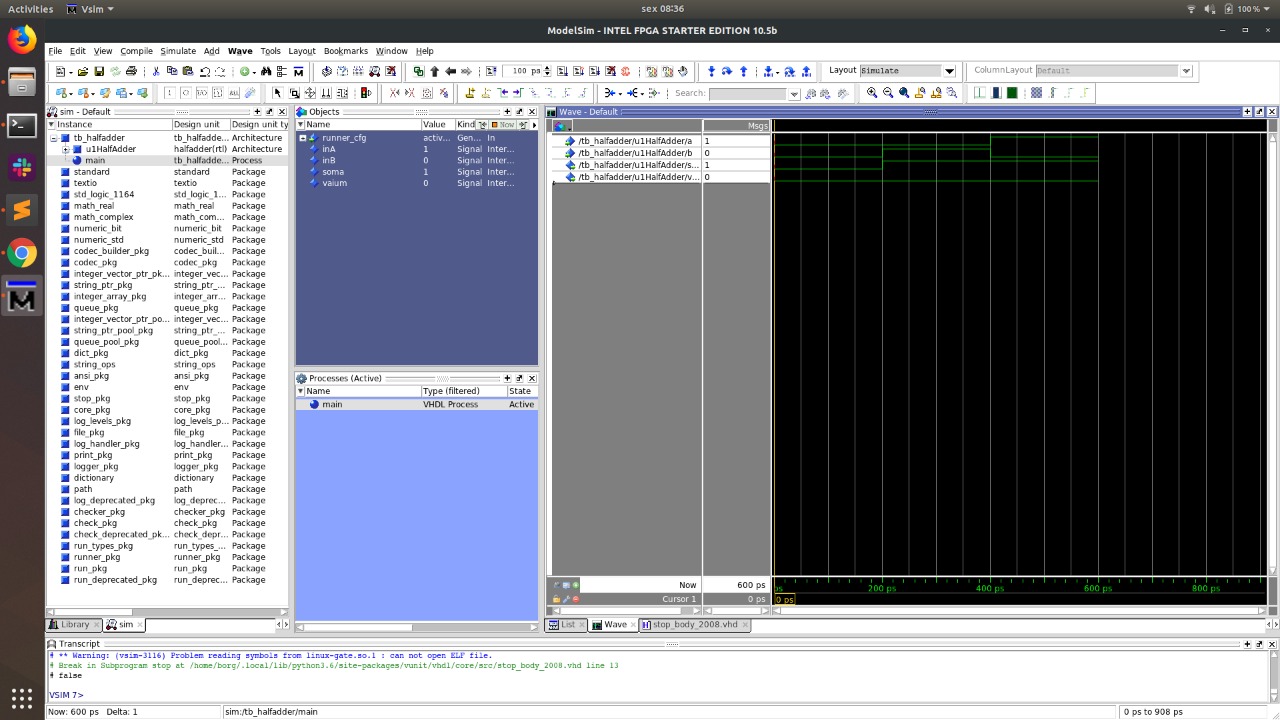 Activities Vsim sex 08:36 100 %
ModelSim - INTEL FPGA STARTER EDITION 10.5b
File Edit View Compile Simulate Add Wave Tools Layout Bookmarks Window Help
100 ps Layout Simulate ColumnLayout Default
Search:
sim - Default
Instance Design unit Design unit ty
tb_halfadder tb_halfadde... Architecture
u1HalfAdder halfadder(rtl) Architecture
main tb_halfadde... Process
standard standard Package
textio textio Package
std_logic_1164 std_logic_1... Package
math_real math_real Package
math_complex math_com... Package
numeric_bit numeric_bit Package
numeric_std numeric_std Package
codec_builder_pkg codec_buil... Package
codec_pkg codec_pkg Package
integer_vector_ptr_pk... integer_vec... Package
string_ptr_pkg string_ptr_... Package
integer_array_pkg integer_arr... Package
queue_pkg queue_pkg Package
integer_vector_ptr_po... integer_vec... Package
string_ptr_pool_pkg string_ptr_... Package
queue_pool_pkg queue_pool... Package
dict_pkg dict_pkg Package
string_ops string_ops Package
ansi_pkg ansi_pkg Package
env env Package
stop_pkg stop_pkg Package
core_pkg core_pkg Package
log_levels_pkg log_levels_p... Package
file_pkg file_pkg Package
log_handler_pkg log_handler... Package
print_pkg print_pkg Package
logger_pkg logger_pkg Package
dictionary dictionary Package
path path Package
log_deprecated_pkg log_deprec... Package
checker_pkg checker_pkg Package
check_pkg check_pkg Package
check_deprecated_pk... check_depr... Package
run_types_pkg run_types_... Package
runner_pkg runner_pkg Package
run_pkg run_pkg Package
run_deprecated_pkg run_deprec... Package
Library sim
Objects
Name Value Kind Now
runner_cfg activ... Gen... In
inA 1 Signal Inter...
inB 0 Signal Inter...
soma 1 Signal Inter...
vaium 0 Signal Inter...
Processes (Active)
Name Type (filtered) State
main VHDL Process Active
Wave - Default
Msgs
/tb_halfadder/u1HalfAdder/a 1
/tb_halfadder/u1HalfAdder/b 0
/tb_halfadder/u1HalfAdder/s... 1
/tb_halfadder/u1HalfAdder/v... 0
Now 600 ps
200 ps 400 ps 600 ps 800 ps
Cursor 1 0 ps
0 ps
List Wave stop_body_2008.vhd
Transcript
# ** Warning: (vsim-3116) Problem reading symbols from linux-gate.so.1 : can not open ELF file.
# Break in Subprogram stop at /home/borg/.local/lib/python3.6/site-packages/vunit/vhdl/core/src/stop_body_2008.vhd line 13
# false
VSIM 7>
Now: 600 ps Delta: 1 sim:/tb_halfadder/main 0 ps to 908 ps